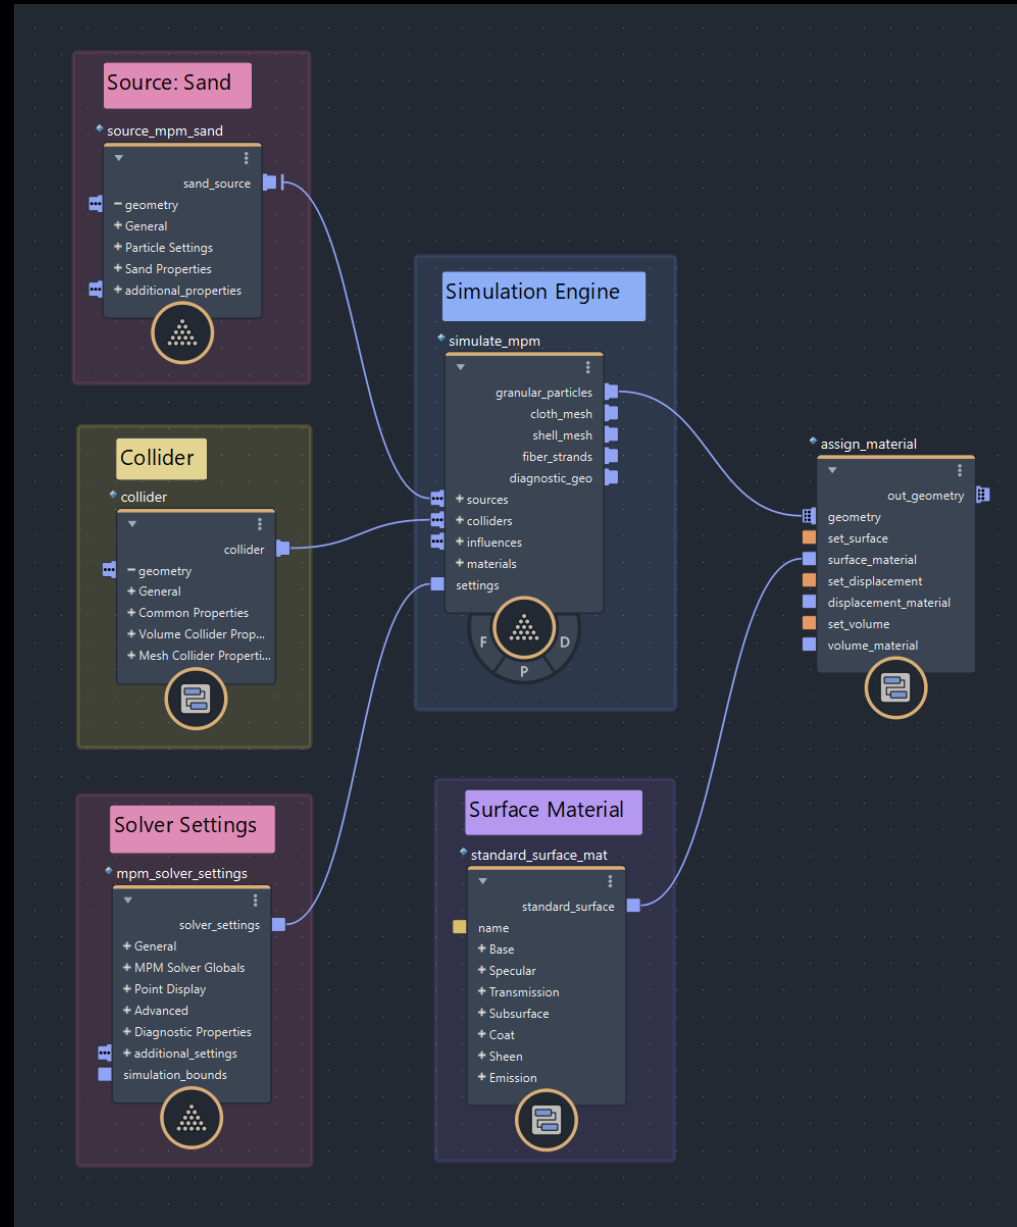 Source: Sand
source_mpm_sand
sand_source
geometry
General
Particle Settings
Sand Properties
additional_properties
Collider
collider
collider
geometry
General
Common Properties
Volume Collider Prop...
Mesh Collider Properti...
Solver Settings
mpm_solver_settings
solver_settings
General
MPM Solver Globals
Point Display
Advanced
Diagnostic Properties
additional_settings
simulation_bounds
Simulation Engine
simulate_mpm
granular_particles
cloth_mesh
shell_mesh
fiber_strands
diagnostic_geo
sources
colliders
influences
materials
settings
F
D
P
Surface Material
standard_surface_mat
standard_surface
name
Base
Specular
Transmission
Subsurface
Coat
Sheen
Emission
assign_material
out_geometry
geometry
set_surface
surface_material
set_displacement
displacement_material
set_volume
volume_material